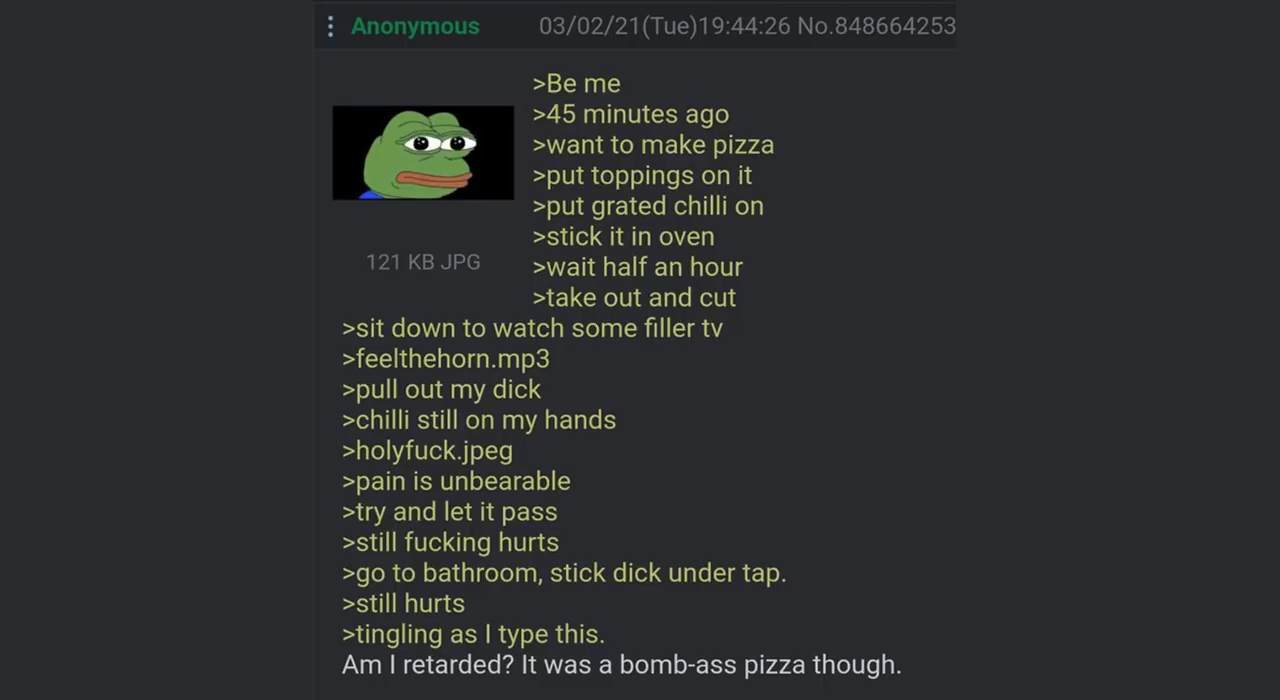 Anonymous 03/02/21(Tue)19:44:26 No.848664253
>Be me
>45 minutes ago
>want to make pizza
>put toppings on it
>put grated chilli on
>stick it in oven
121 KB JPG
>wait half an hour
>take out and cut
>sit down to watch some filler tv
>feelthehorn.mp3
>pull out my dick
>chilli still on my hands
>holyfuck.jpeg
>pain is unbearable
>try and let it pass
>still fucking hurts
>go to bathroom, stick dick under tap.
>still hurts
>tingling as I type this.
Am I retarded? It was a bomb-ass pizza though.